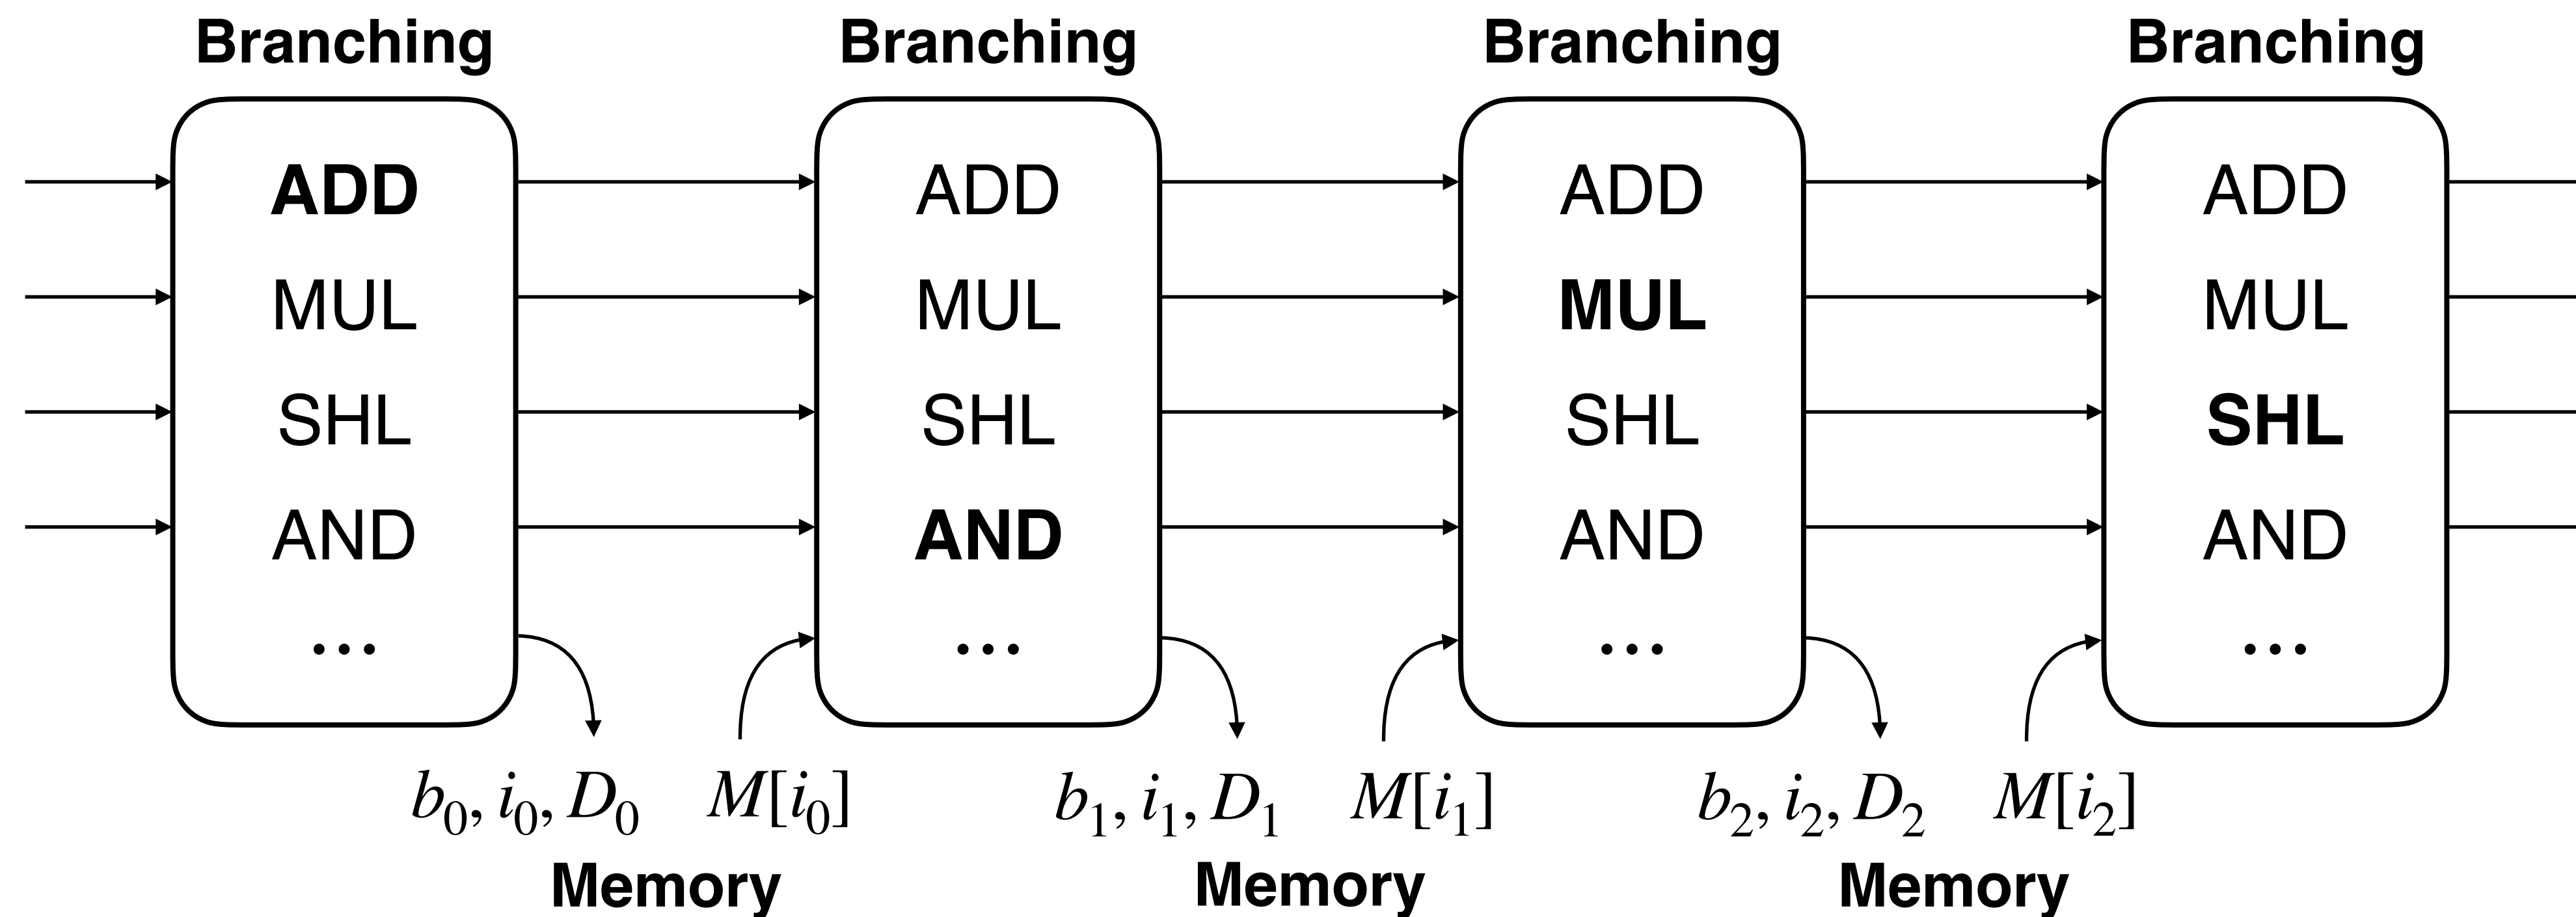 Branching Branching Branching Branching
ADD ADD ADD ADD
MUL MUL MUL MUL
SHL SHL SHL SHL
AND AND AND AND
... ... ... ...
b₀, i₀, D₀ M[i₀] b₁, i₁, D₁ M[i₁] b₂, i₂, D₂ M[i₂]
Memory Memory Memory